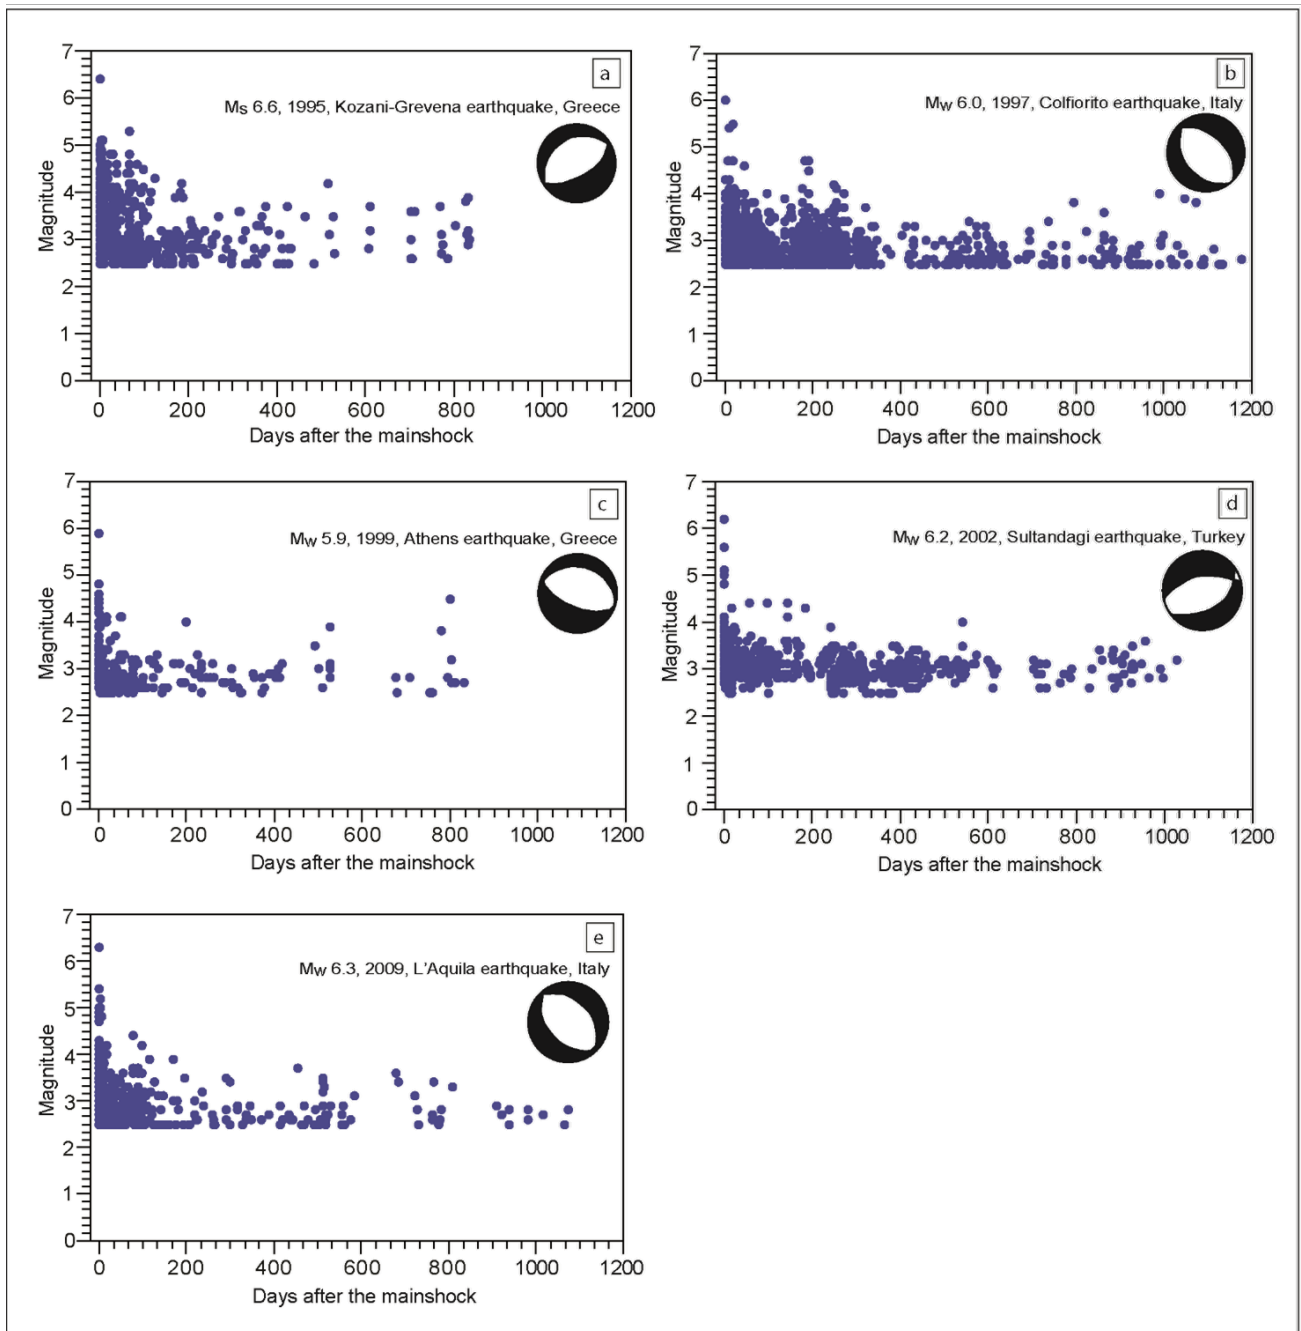 a
Ms 6.6, 1995, Kozani-Grevena earthquake, Greece
Magnitude
7
6
5
4
3
2
1
0
0 200 400 600 800 1000 1200
Days after the mainshock
b
Mw 6.0, 1997, Colfiorito earthquake, Italy
Magnitude
7
6
5
4
3
2
1
0
0 200 400 600 800 1000 1200
Days after the mainshock
c
Mw 5.9, 1999, Athens earthquake, Greece
Magnitude
7
6
5
4
3
2
1
0
0 200 400 600 800 1000 1200
Days after the mainshock
d
Mw 6.2, 2002, Sultandagi earthquake, Turkey
Magnitude
7
6
5
4
3
2
1
0
0 200 400 600 800 1000 1200
Days after the mainshock
e
Mw 6.3, 2009, L'Aquila earthquake, Italy
Magnitude
7
6
5
4
3
2
1
0
0 200 400 600 800 1000 1200
Days after the mainshock